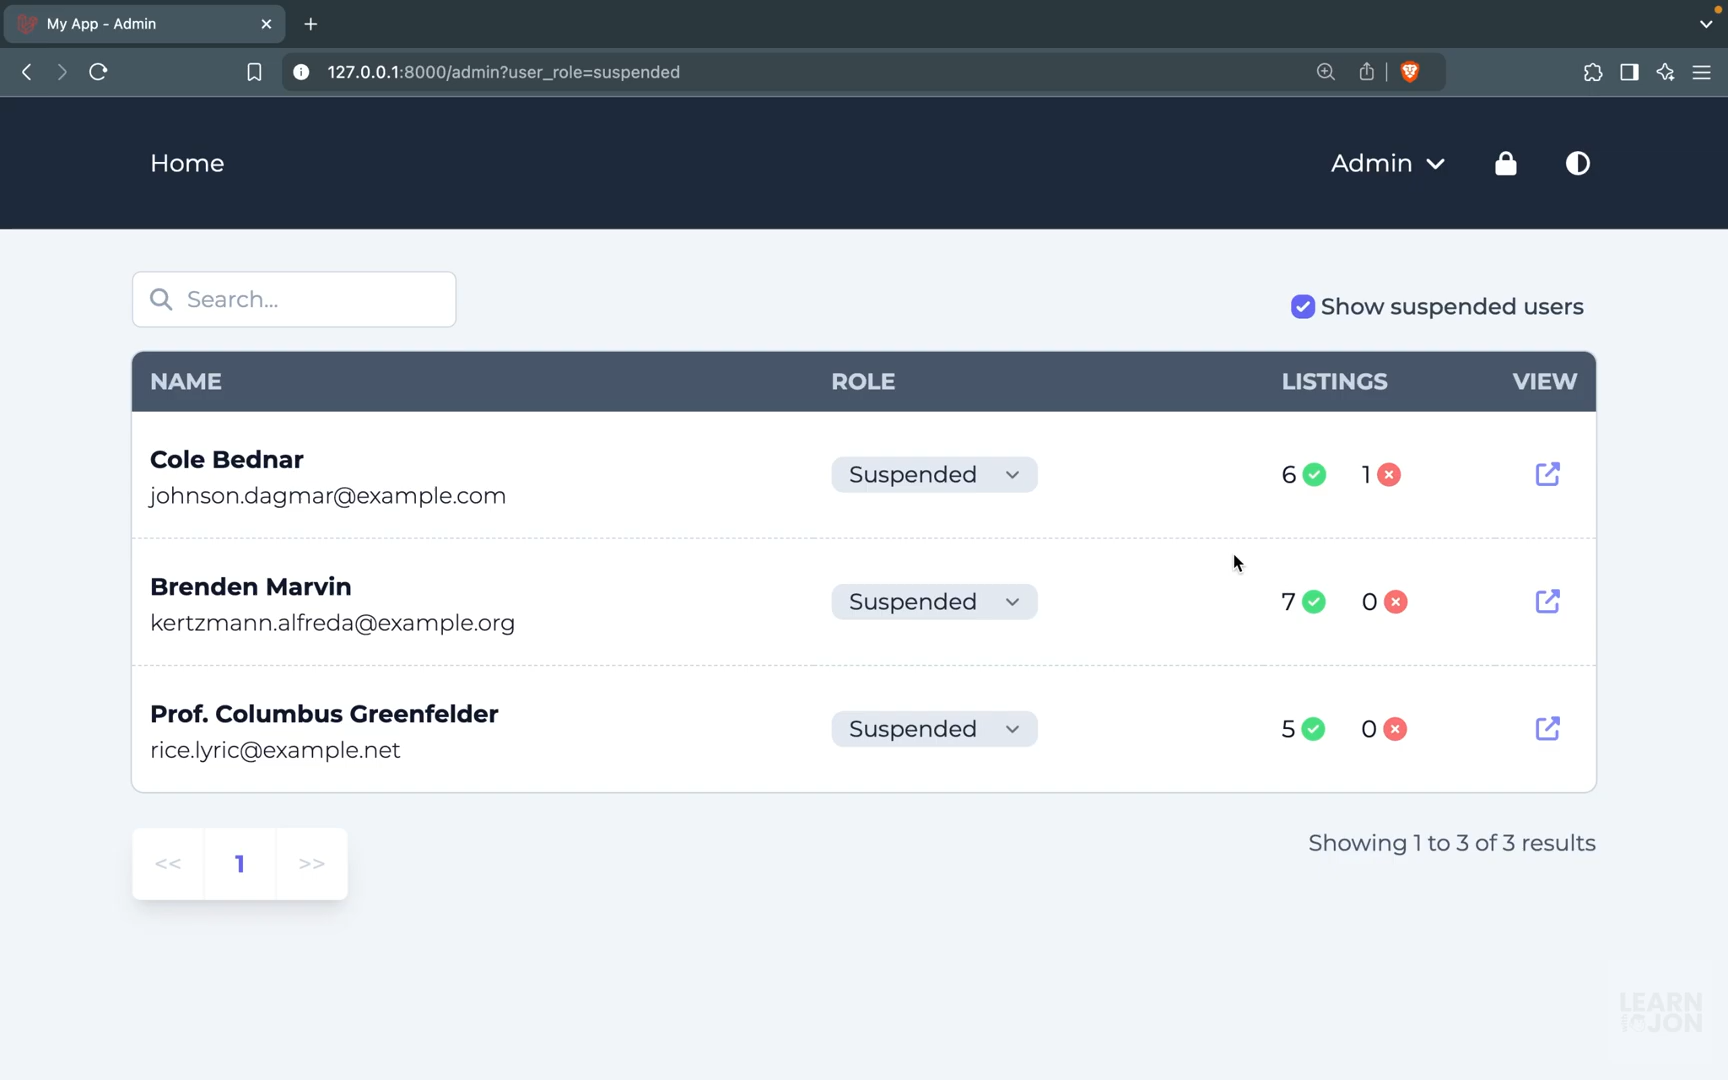 My App - Admin
127.0.0.1:8000/admin?user_role=suspended
Home
Admin
Search...
Show suspended users
NAME ROLE LISTINGS VIEW
Cole Bednar
johnson.dagmar@example.com
Suspended
6 1
Brenden Marvin
kertzmann.alfreda@example.org
Suspended
7 0
Prof. Columbus Greenfelder
rice.lyric@example.net
Suspended
5 0
<< 1 >>
Showing 1 to 3 of 3 results
LEARN
JON